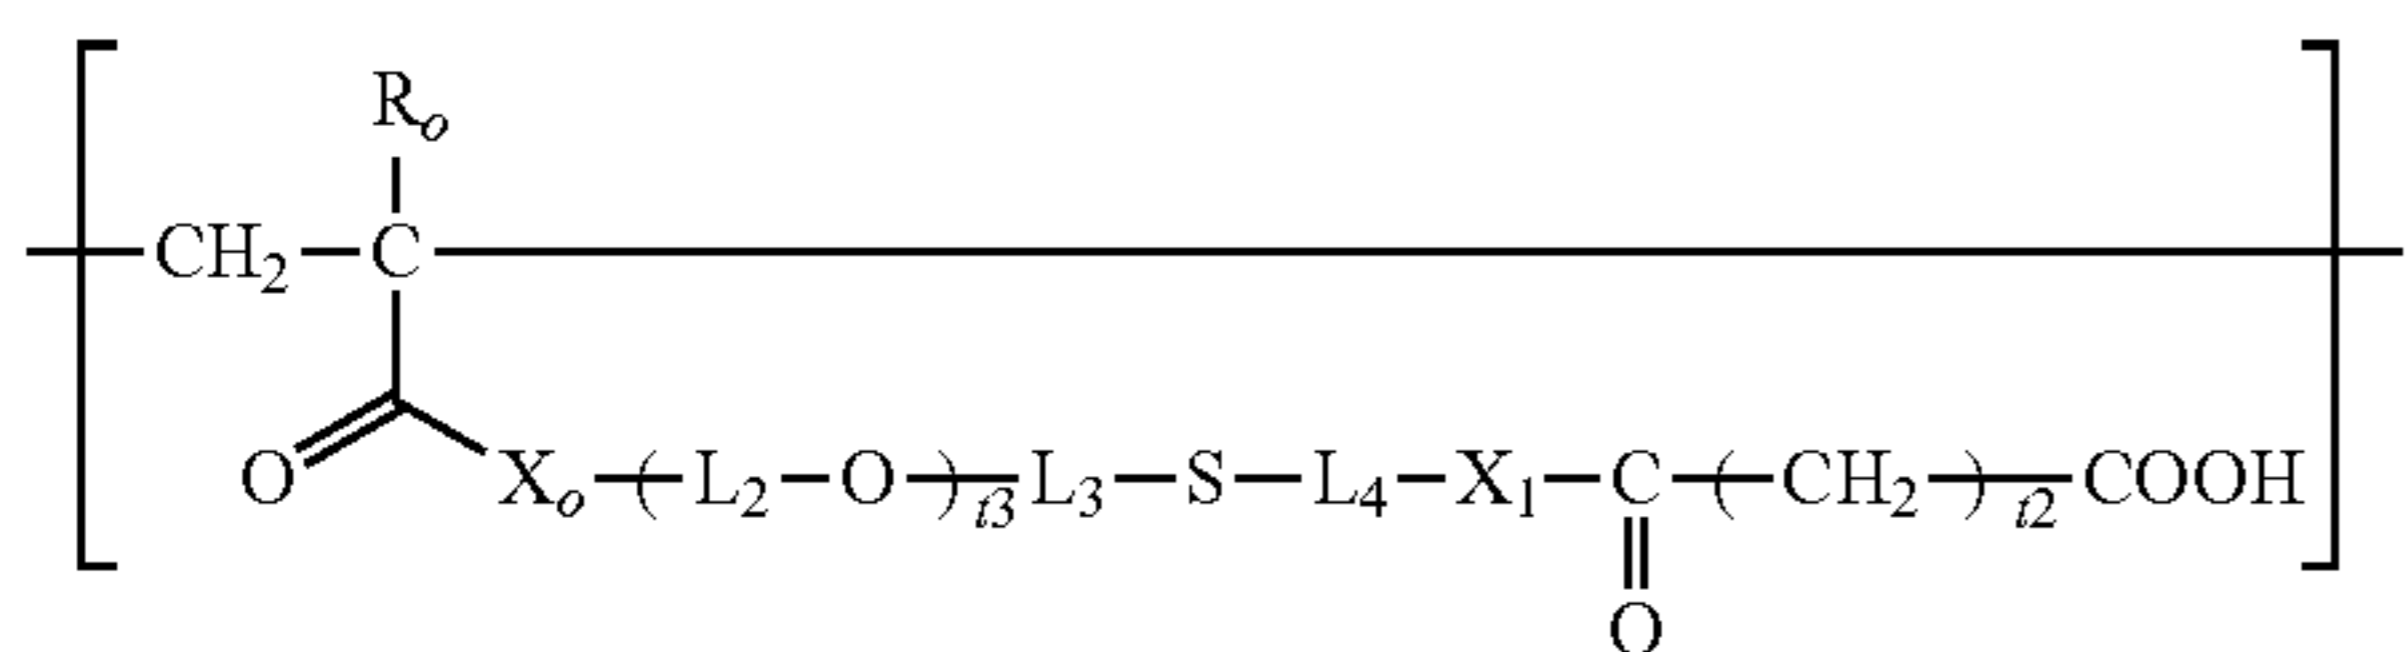 Ro
CH2 C
O Xo ( L2 O )t3 L3 S L4 X1 C ( CH2 )t2 COOH
O